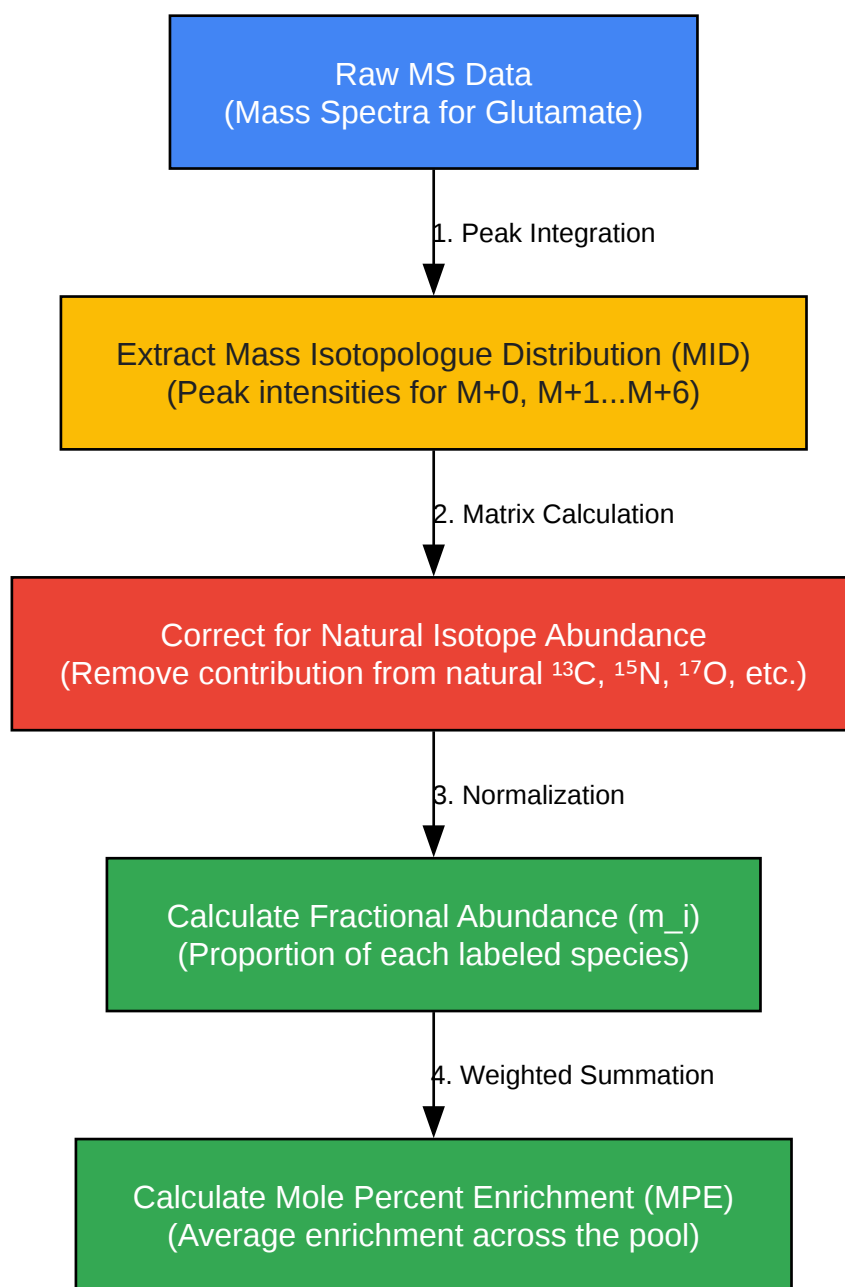 Raw MS Data
(Mass Spectra for Glutamate)
1. Peak Integration
Extract Mass Isotopologue Distribution (MID)
(Peak intensities for M+0, M+1...M+6)
2. Matrix Calculation
Correct for Natural Isotope Abundance
(Remove contribution from natural ¹³C, ¹⁵N, ¹⁷O, etc.)
3. Normalization
Calculate Fractional Abundance (m_i)
(Proportion of each labeled species)
4. Weighted Summation
Calculate Mole Percent Enrichment (MPE)
(Average enrichment across the pool)